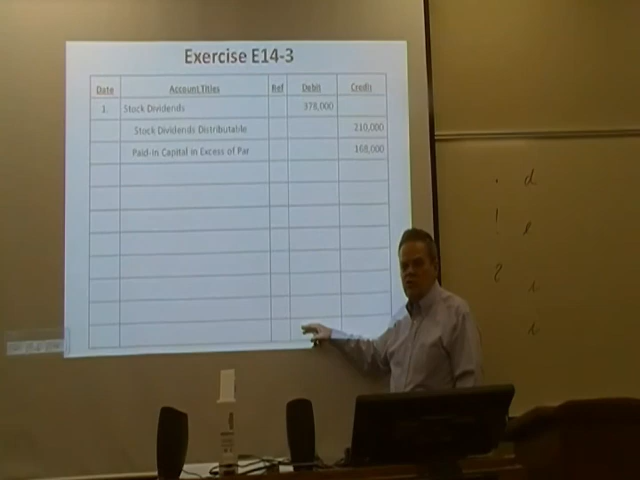 Exercise E14-3
Date Account Titles Ref Debit Credit
1. Stock Dividends 378,000
Stock Dividends Distributable 210,000
Paid-In Capital in Excess of Par 168,000